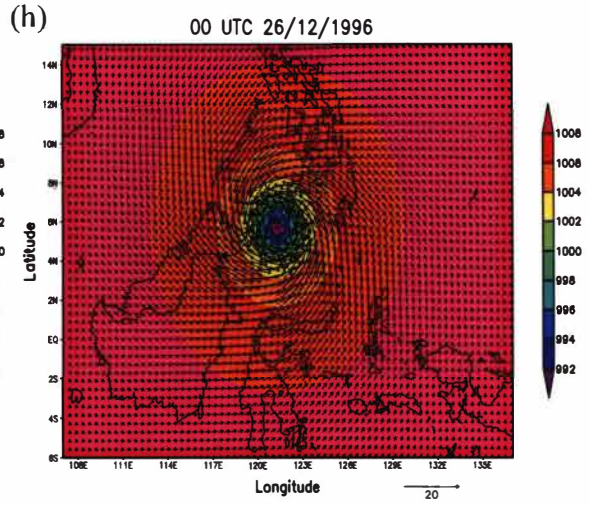 (h)
00 UTC 26/12/1996
14N
12N
10N
8N
6N
4N
2N
EQ
2S
4S
6S
Latitude
108E 111E 114E 117E 120E 123E 126E 129E 132E 135E
Longitude
20
1008
1006
1004
1002
1000
998
996
994
992